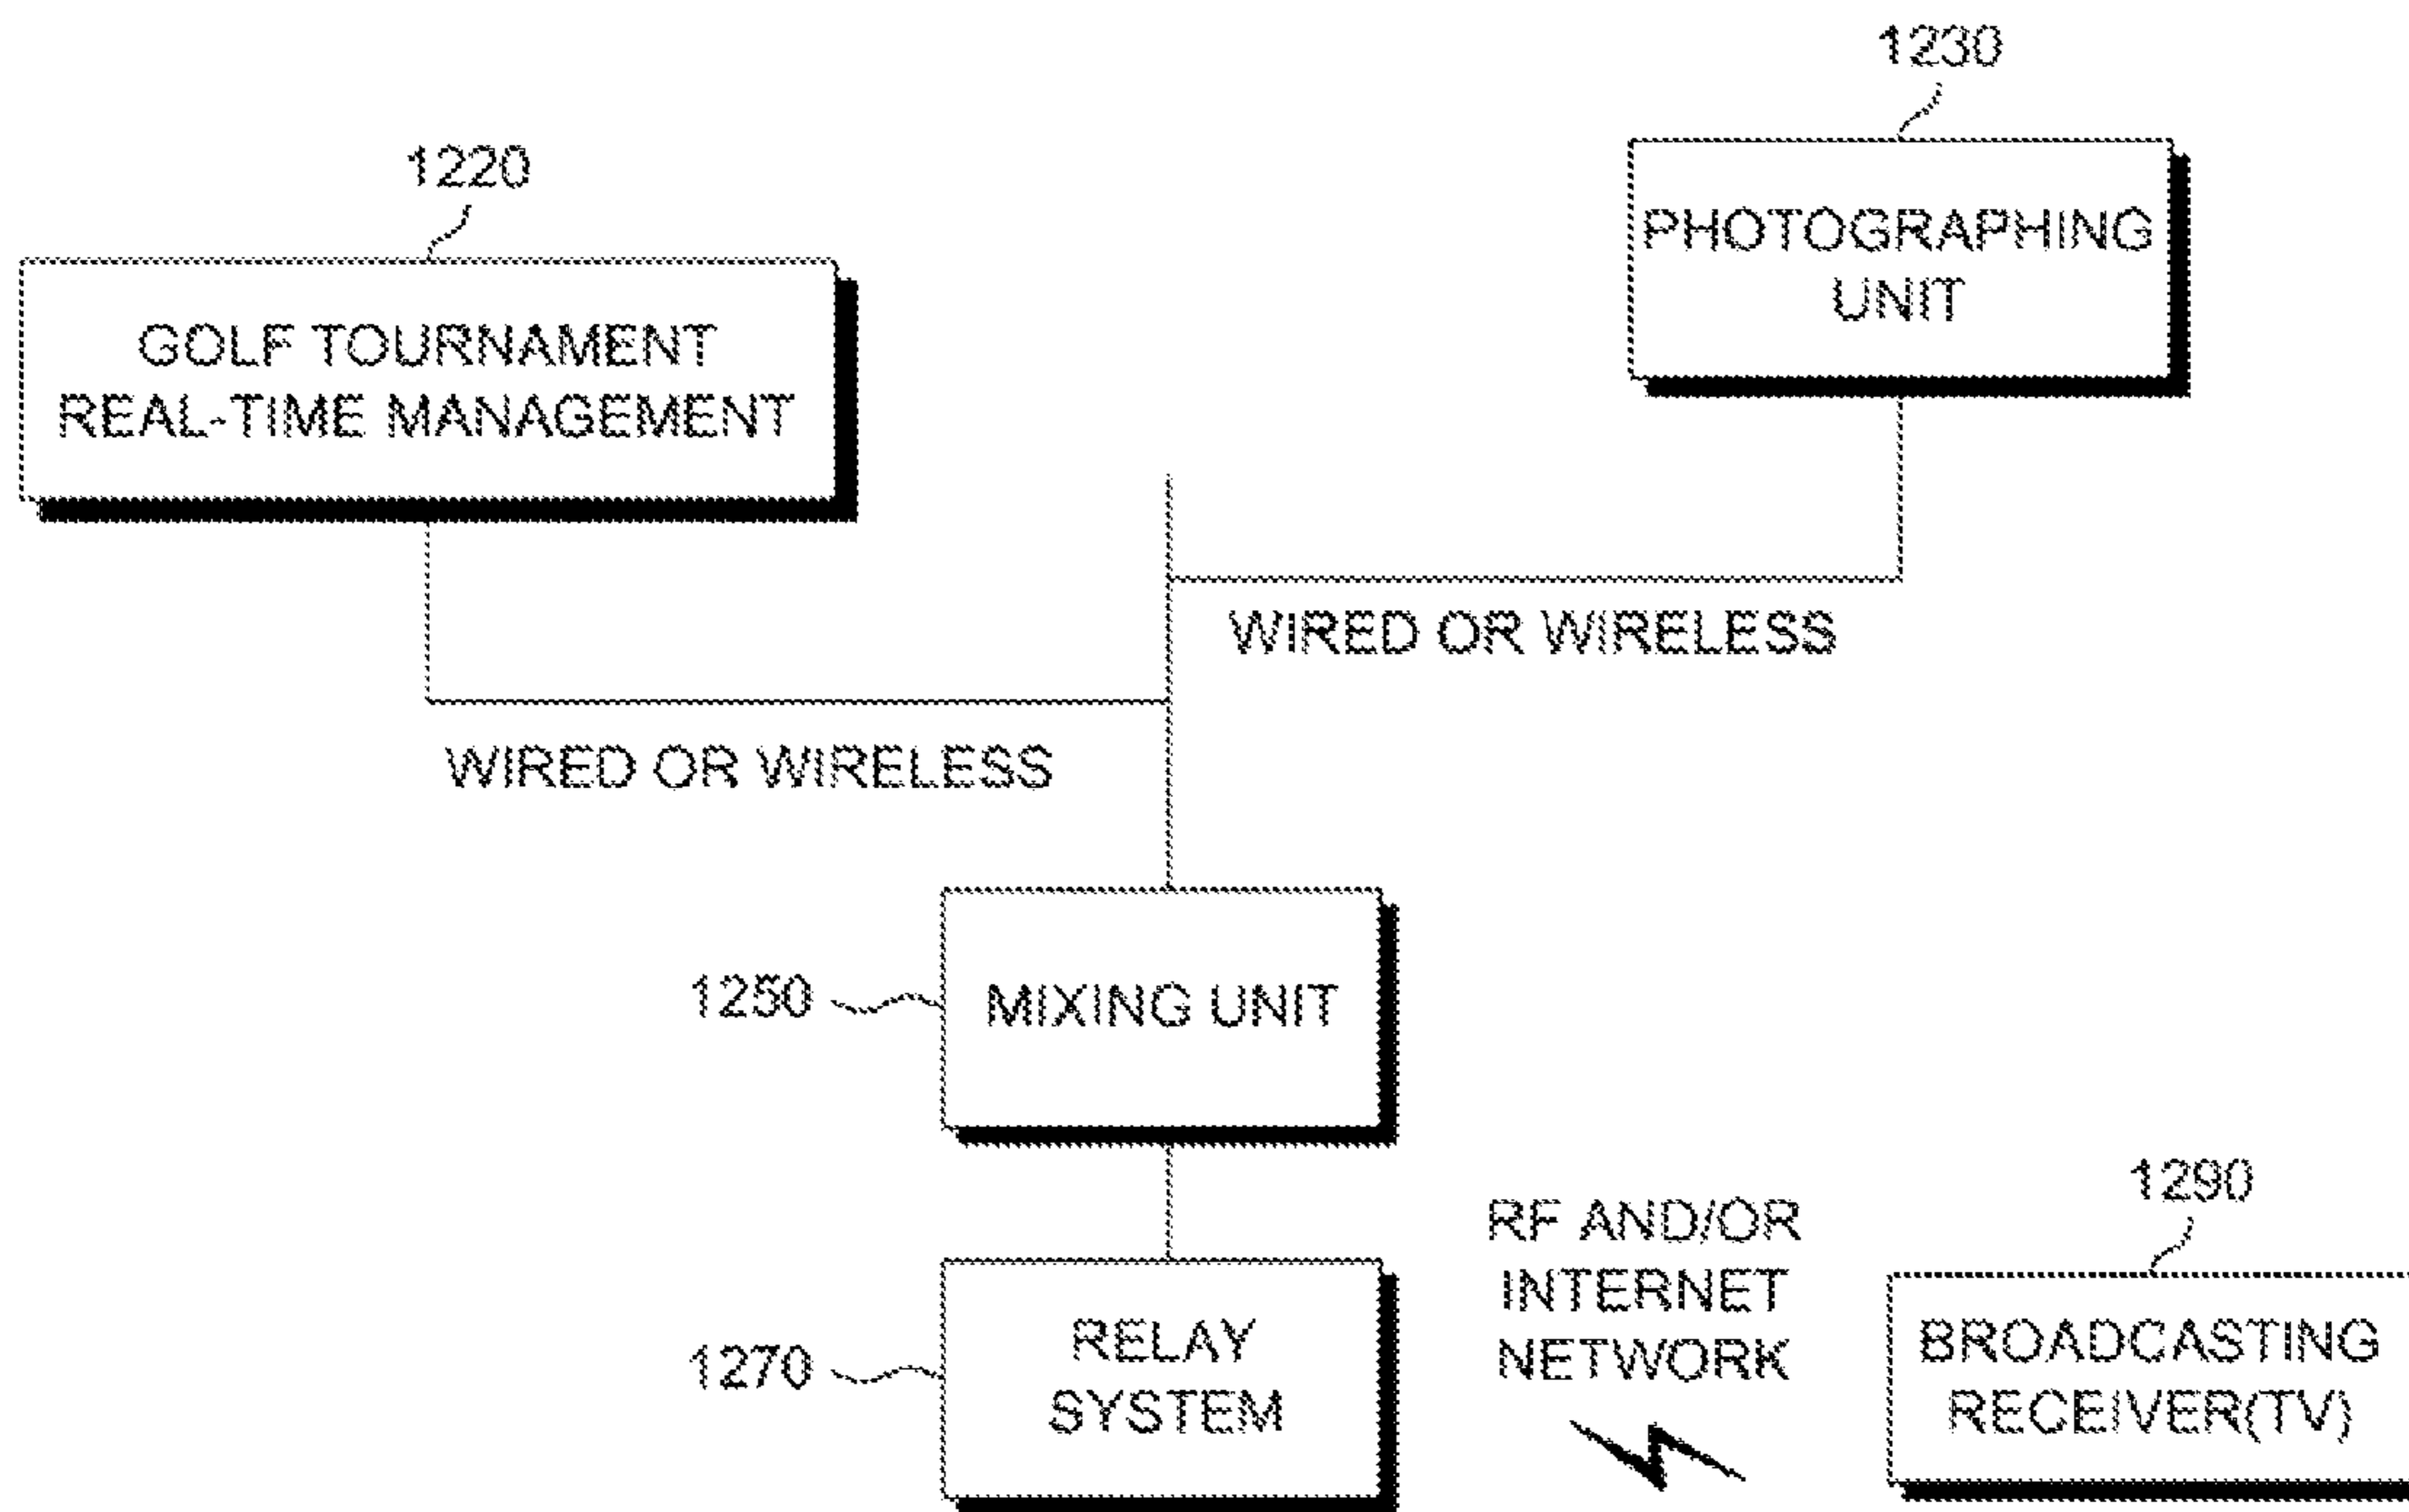 1230
1220
PHOTOGRAPHING
UNIT
GOLF TOURNAMENT
REAL-TIME MANAGEMENT
WIRED OR WIRELESS
WIRED OR WIRELESS
1250
MIXING UNIT
1270
RELAY
SYSTEM
RF AND/OR
INTERNET
NETWORK
1290
BROADCASTING
RECEIVER(TV)